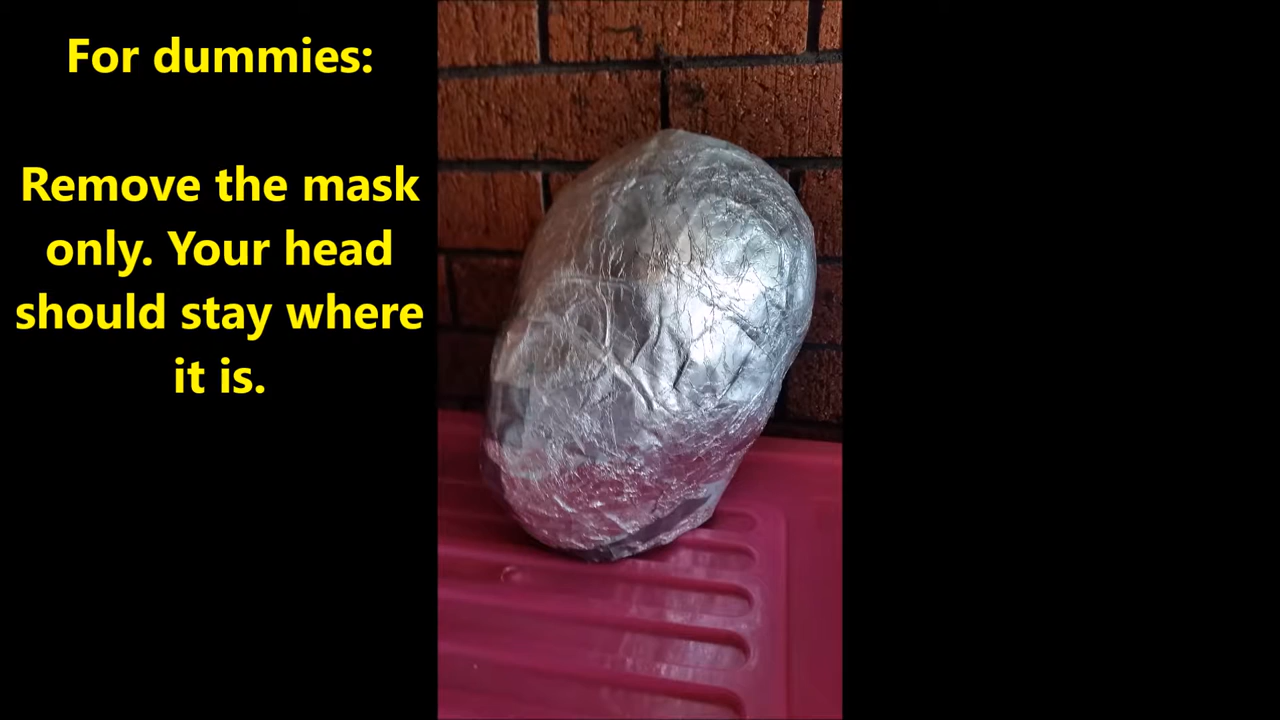 For dummies:
Remove the mask
only. Your head
should stay where
it is.